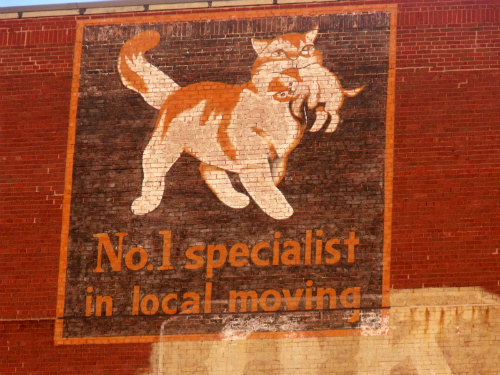 No.1 specialist
in local moving